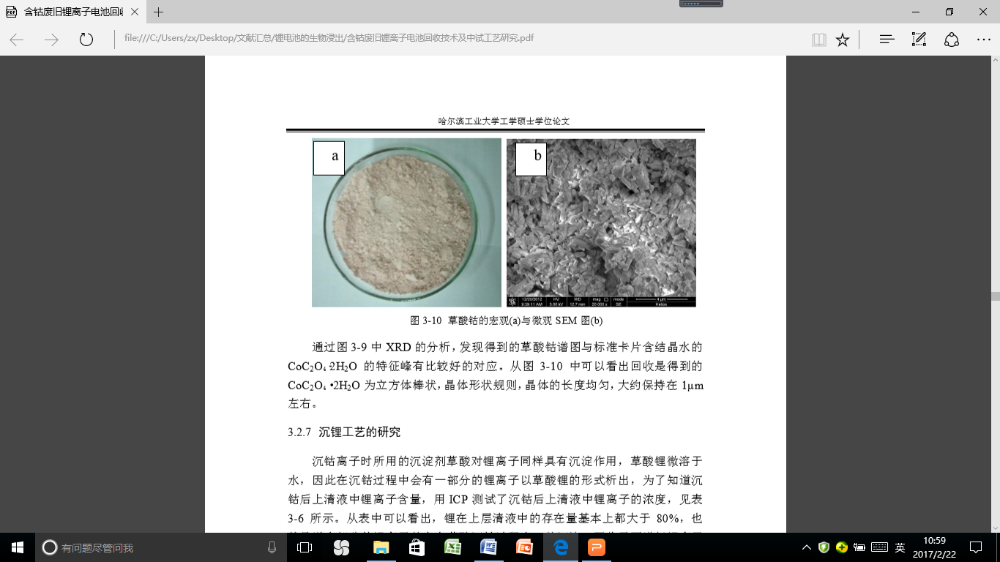 含钴废旧锂离子电池回收
file:///C:/Users/zx/Desktop/文献汇总/锂电池的生物浸出/含钴废旧锂离子电池回收技术及中试工艺研究.pdf
哈尔滨工业大学工学硕士学位论文
a
b
12/20/2012 HV WD mag □ mode 4 µm
9:39:11 AM 5.00 kV 12.7 mm 20 000 x SE Helios
图 3-10 草酸钴的宏观(a)与微观 SEM 图(b)
通过图 3-9 中 XRD 的分析，发现得到的草酸钴谱图与标准卡片含结晶水的
CoC₂O₄·2H₂O 的特征峰有比较好的对应。从图 3-10 中可以看出回收是得到的
CoC₂O₄•2H₂O 为立方体棒状，晶体形状规则，晶体的长度均匀，大约保持在 1µm
左右。
3.2.7 沉锂工艺的研究
沉钴离子时所用的沉淀剂草酸对锂离子同样具有沉淀作用，草酸锂微溶于
水，因此在沉钴过程中会有一部分的锂离子以草酸锂的形式析出，为了知道沉
钴后上清液中锂离子含量，用 ICP 测试了沉钴后上清液中锂离子的浓度，见表
3-6 所示。从表中可以看出，锂在上层清液中的存在量基本上都大于 80%，也
有问题尽管问我
英
10:59
2017/2/22